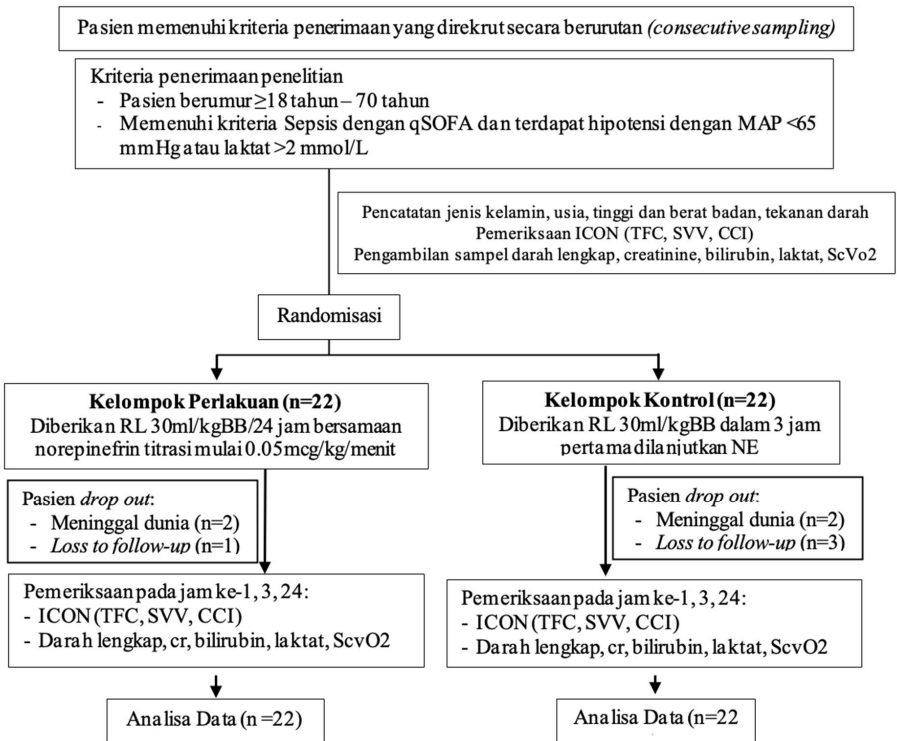 Pasien memenuhi kriteria penerimaan yang direkrut secara berurutan (consecutive sampling)
Kriteria penerimaan penelitian
- Pasien berumur ≥18 tahun – 70 tahun
- Memenuhi kriteria Sepsis dengan qSOFA dan terdapat hipotensi dengan MAP <65
mmHg atau laktat >2 mmol/L
Pencatatan jenis kelamin, usia, tinggi dan berat badan, tekanan darah
Pemeriksaan ICON (TFC, SVV, CCI)
Pengambilan sampel darah lengkap, creatinine, bilirubin, laktat, ScVo2
Randomisasi
Kelompok Perlakuan (n=22)
Diberikan RL 30ml/kgBB/24 jam bersamaan
norepinefrin titrasi mulai 0.05mcg/kg/menit
Kelompok Kontrol (n=22)
Diberikan RL 30ml/kgBB dalam 3 jam
pertama dilanjutkan NE
Pasien drop out:
- Meninggal dunia (n=2)
- Loss to follow-up (n=1)
Pasien drop out:
- Meninggal dunia (n=2)
- Loss to follow-up (n=3)
Pemeriksaan pada jam ke-1, 3, 24:
- ICON (TFC, SVV, CCI)
- Darah lengkap, cr, bilirubin, laktat, ScvO2
Pemeriksaan pada jam ke-1, 3, 24:
- ICON (TFC, SVV, CCI)
- Darah lengkap, cr, bilirubin, laktat, ScvO2
Analisa Data (n =22)
Analisa Data (n=22